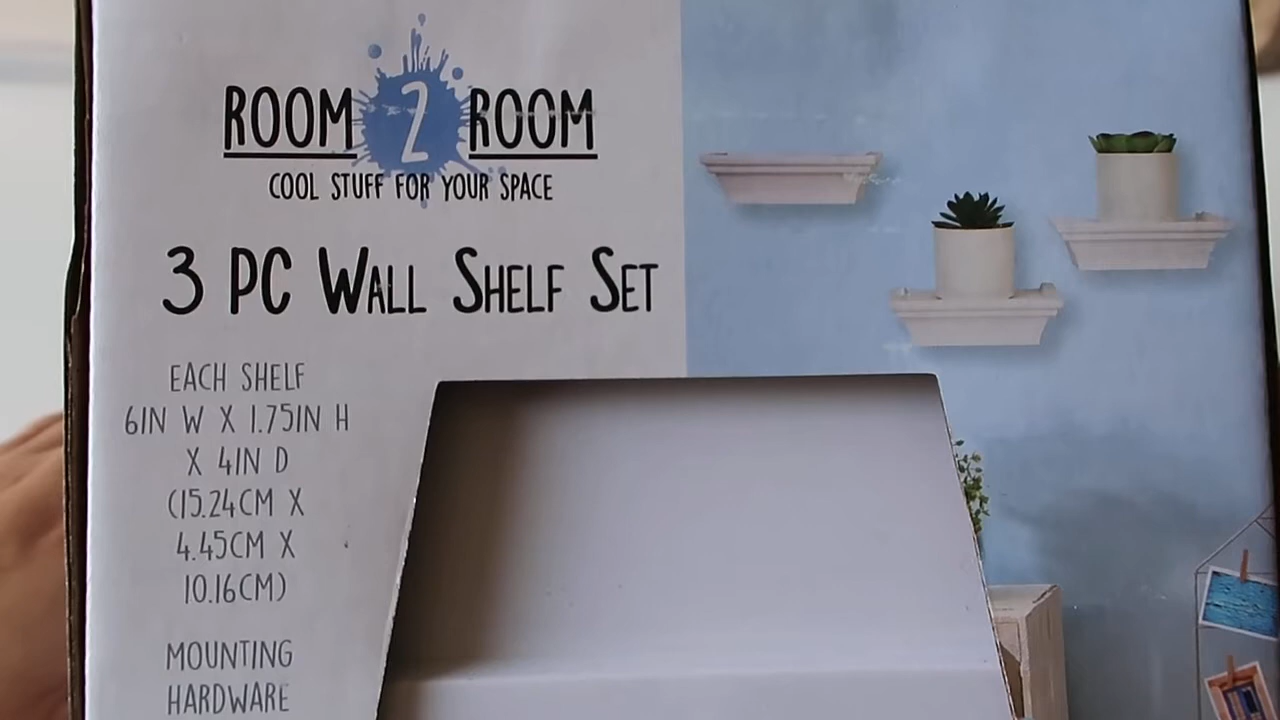 ROOM 2 ROOM
COOL STUFF FOR YOUR SPACE
3 PC WALL SHELF SET
EACH SHELF
6IN W X 1.75IN H
X 4IN D
(15.24CM X
4.45CM X
10.16CM)
MOUNTING
HARDWARE